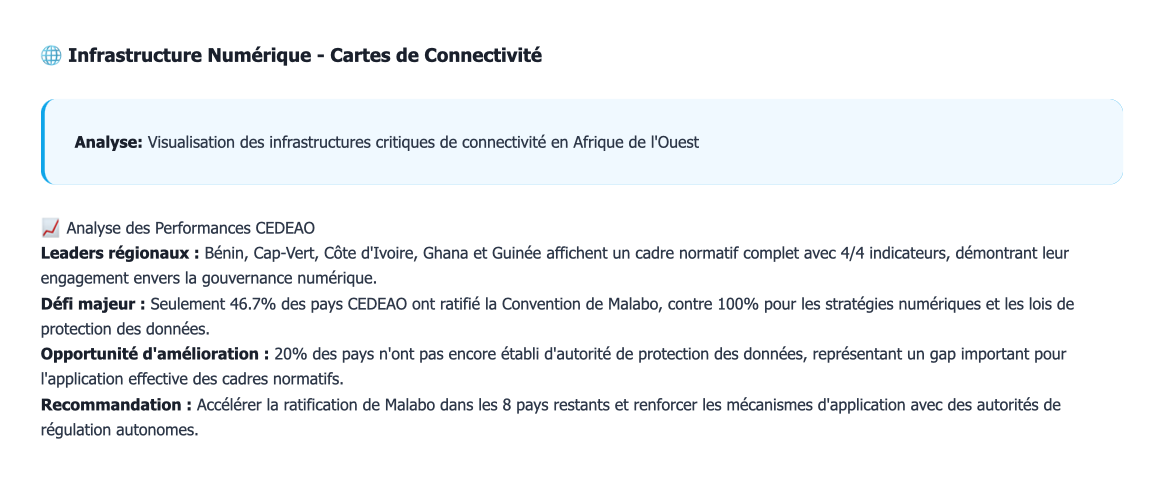 🌐 Infrastructure Numérique - Cartes de Connectivité
Analyse: Visualisation des infrastructures critiques de connectivité en Afrique de l'Ouest
📈 Analyse des Performances CEDEAO
Leaders régionaux : Bénin, Cap-Vert, Côte d'Ivoire, Ghana et Guinée affichent un cadre normatif complet avec 4/4 indicateurs, démontrant leur
engagement envers la gouvernance numérique.
Défi majeur : Seulement 46.7% des pays CEDEAO ont ratifié la Convention de Malabo, contre 100% pour les stratégies numériques et les lois de
protection des données.
Opportunité d'amélioration : 20% des pays n'ont pas encore établi d'autorité de protection des données, représentant un gap important pour
l'application effective des cadres normatifs.
Recommandation : Accélérer la ratification de Malabo dans les 8 pays restants et renforcer les mécanismes d'application avec des autorités de
régulation autonomes.